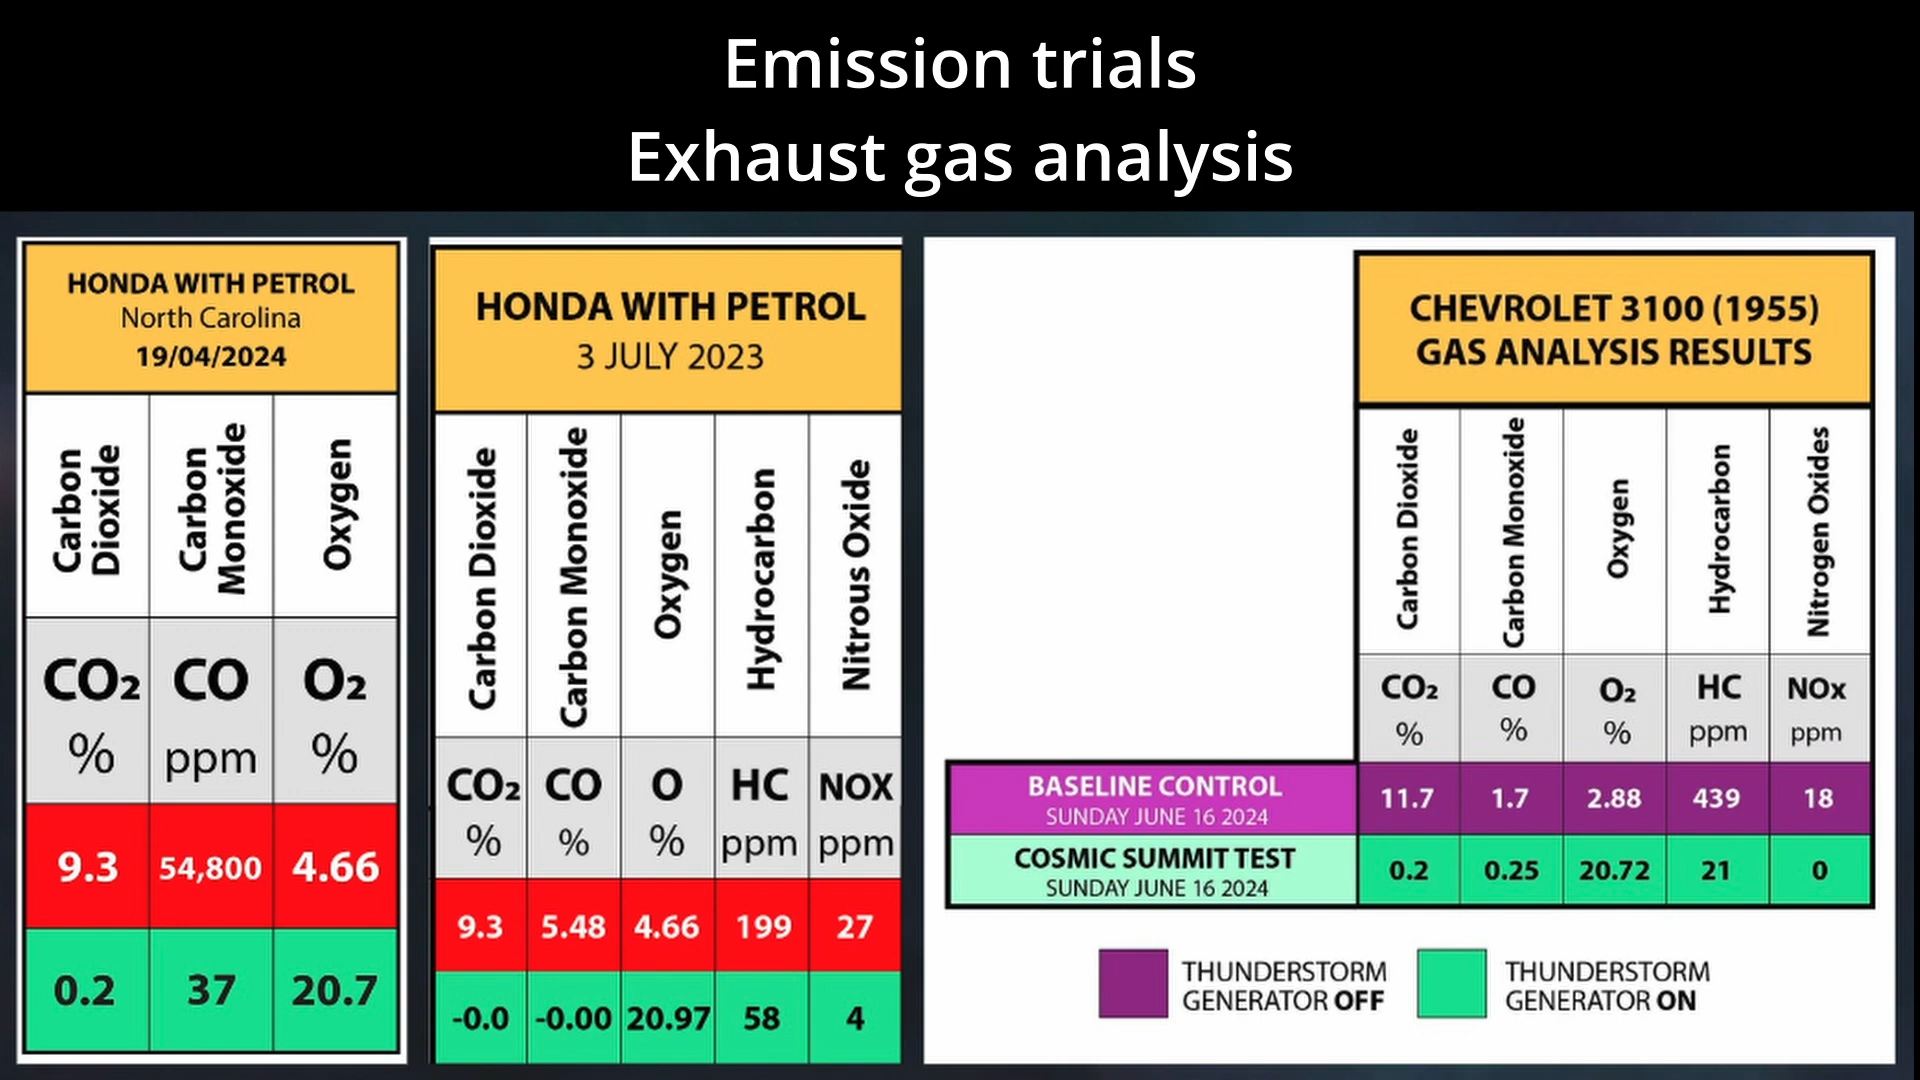 Emission trials
Exhaust gas analysis
HONDA WITH PETROL
North Carolina
19/04/2024
Carbon Dioxide
Carbon Monoxide
Oxygen
CO₂ CO O₂
% ppm %
9.3 54,800 4.66
0.2 37 20.7
HONDA WITH PETROL
3 JULY 2023
Carbon Dioxide
Carbon Monoxide
Oxygen
Hydrocarbon
Nitrous Oxide
CO₂ CO O HC NOX
% % % ppm ppm
9.3 5.48 4.66 199 27
-0.0 -0.00 20.97 58 4
CHEVROLET 3100 (1955)
GAS ANALYSIS RESULTS
Carbon Dioxide
Carbon Monoxide
Oxygen
Hydrocarbon
Nitrogen Oxides
CO₂ CO O₂ HC NOx
% % % ppm ppm
BASELINE CONTROL
SUNDAY JUNE 16 2024
11.7 1.7 2.88 439 18
COSMIC SUMMIT TEST
SUNDAY JUNE 16 2024
0.2 0.25 20.72 21 0
THUNDERSTORM
GENERATOR OFF
THUNDERSTORM
GENERATOR ON